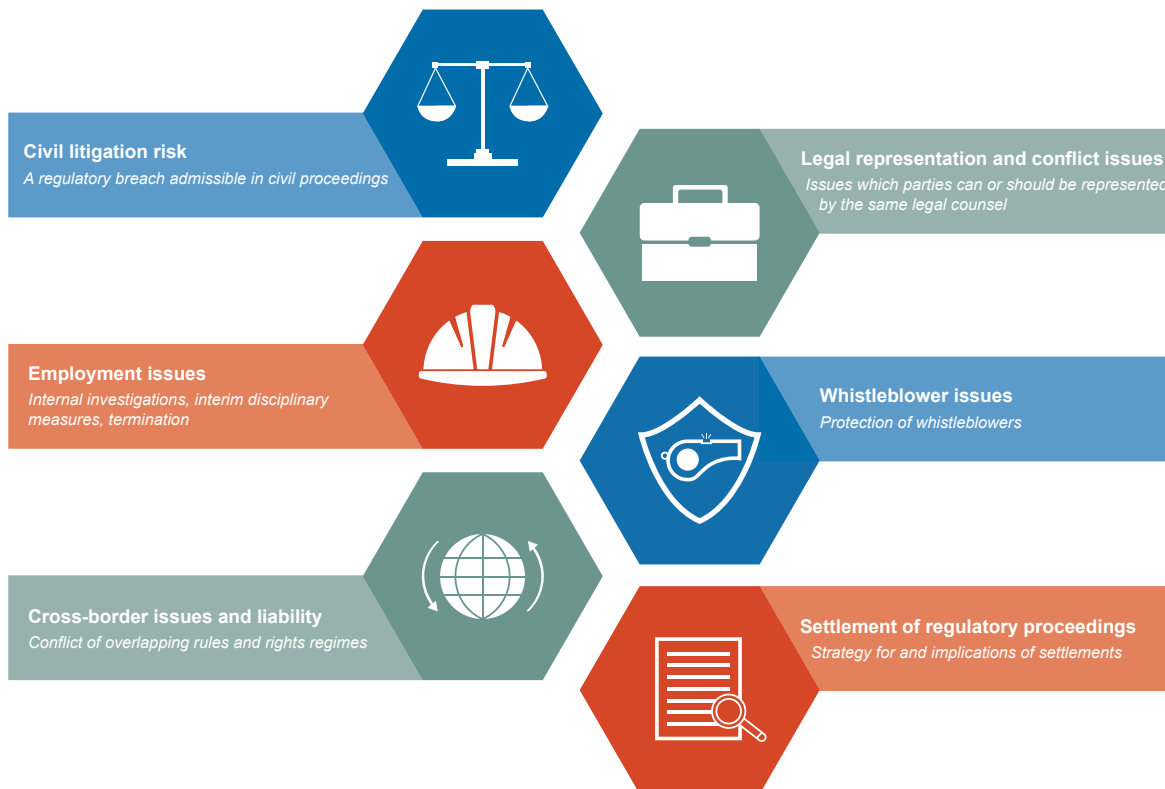 Civil litigation risk
A regulatory breach admissible in civil proceedings
Legal representation and conflict issues
Issues which parties can or should be represented
by the same legal counsel
Employment issues
Internal investigations, interim disciplinary
measures, termination
Whistleblower issues
Protection of whistleblowers
Cross-border issues and liability
Conflict of overlapping rules and rights regimes
Settlement of regulatory proceedings
Strategy for and implications of settlements